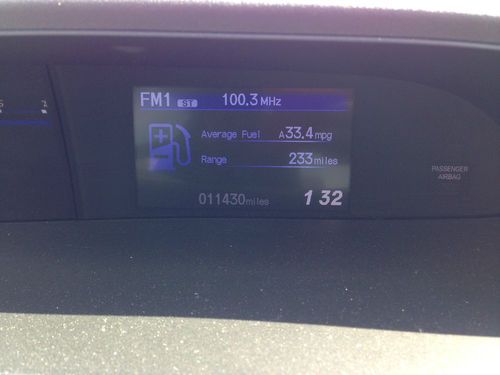 FM1 ST 100.3 MHz
Average Fuel A33.4 mpg
Range 233 miles
011430 miles 1 32
PASSENGER
AIRBAG